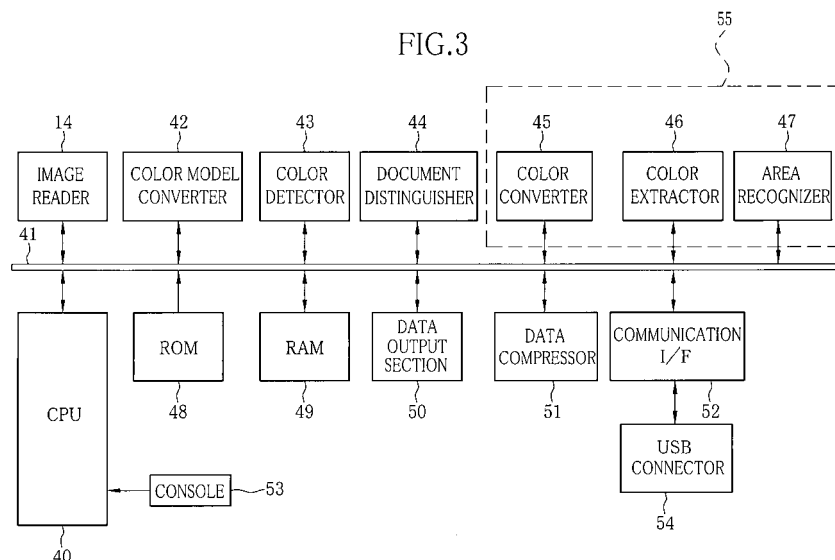 FIG.3
55
14
42
43
44
45
46
47
IMAGE
READER
COLOR MODEL
CONVERTER
COLOR
DETECTOR
DOCUMENT
DISTINGUISHER
COLOR
CONVERTER
COLOR
EXTRACTOR
AREA
RECOGNIZER
41
CPU
ROM
RAM
DATA
OUTPUT
SECTION
DATA
COMPRESSOR
COMMUNICATION
I/F
48
49
50
51
52
CONSOLE
53
USB
CONNECTOR
40
54